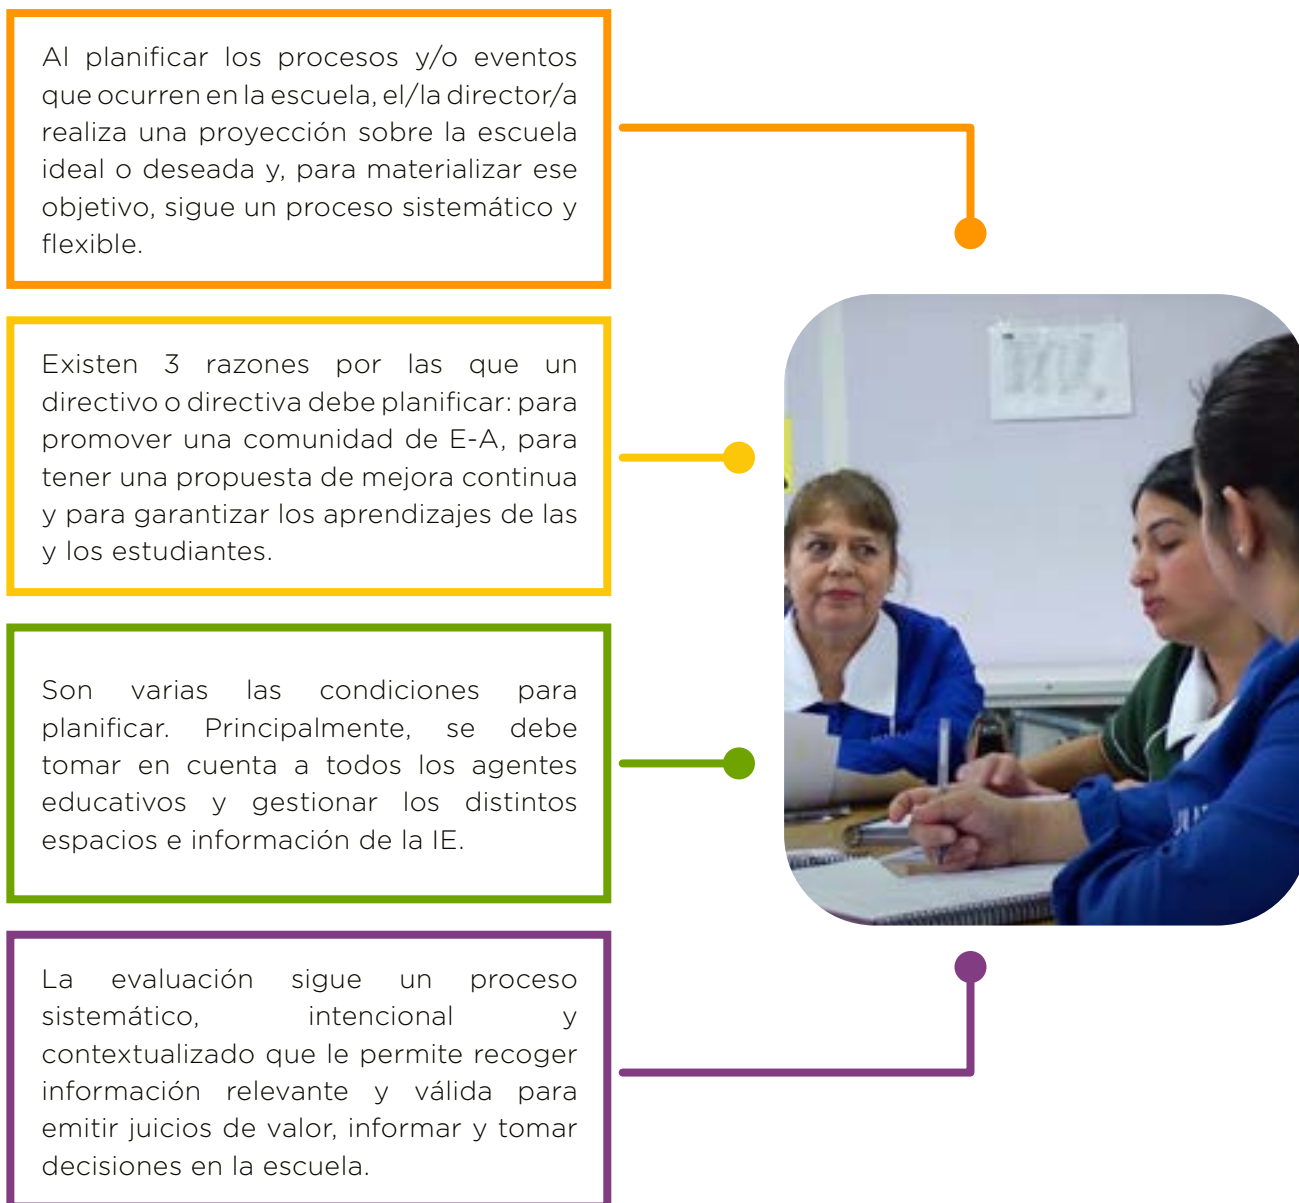 Al planificar los procesos y/o eventos
que ocurren en la escuela, el/la director/a
realiza una proyección sobre la escuela
ideal o deseada y, para materializar ese
objetivo, sigue un proceso sistemático y
flexible.
Existen 3 razones por las que un
directivo o directiva debe planificar: para
promover una comunidad de E-A, para
tener una propuesta de mejora continua
y para garantizar los aprendizajes de las
y los estudiantes.
Son varias las condiciones para
planificar. Principalmente, se debe
tomar en cuenta a todos los agentes
educativos y gestionar los distintos
espacios e información de la IE.
La evaluación sigue un proceso
sistemático, intencional y
contextualizado que le permite recoger
información relevante y válida para
emitir juicios de valor, informar y tomar
decisiones en la escuela.